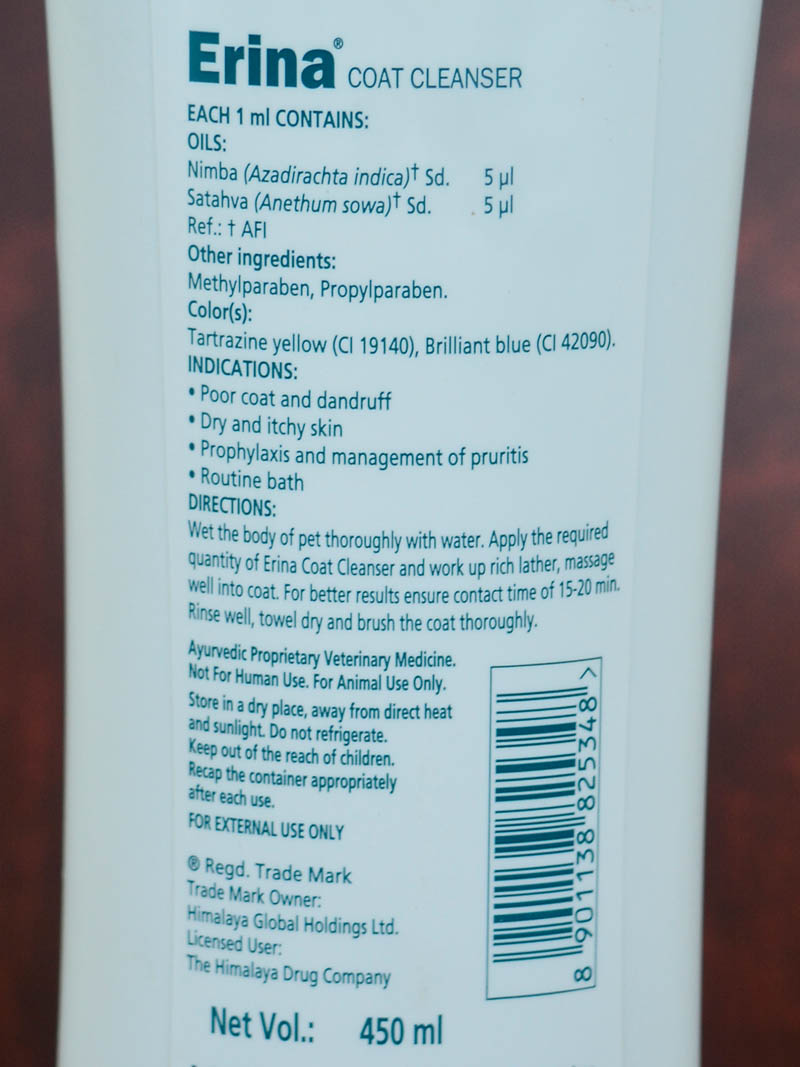 Erina® COAT CLEANSER
EACH 1 ml CONTAINS:
OILS:
Nimba (Azadirachta indica)† Sd. 5 µl
Satahva (Anethum sowa)† Sd. 5 µl
Ref.: † AFI
Other ingredients:
Methylparaben, Propylparaben.
Color(s):
Tartrazine yellow (CI 19140), Brilliant blue (CI 42090).
INDICATIONS:
• Poor coat and dandruff
• Dry and itchy skin
• Prophylaxis and management of pruritis
• Routine bath
DIRECTIONS:
Wet the body of pet thoroughly with water. Apply the required
quantity of Erina Coat Cleanser and work up rich lather, massage
well into coat. For better results ensure contact time of 15-20 min.
Rinse well, towel dry and brush the coat thoroughly.
Ayurvedic Proprietary Veterinary Medicine.
Not For Human Use. For Animal Use Only.
Store in a dry place, away from direct heat
and sunlight. Do not refrigerate.
Keep out of the reach of children.
Recap the container appropriately
after each use.
FOR EXTERNAL USE ONLY
® Regd. Trade Mark
Trade Mark Owner:
Himalaya Global Holdings Ltd.
Licensed User:
The Himalaya Drug Company
8 901138 825348 >
Net Vol.: 450 ml